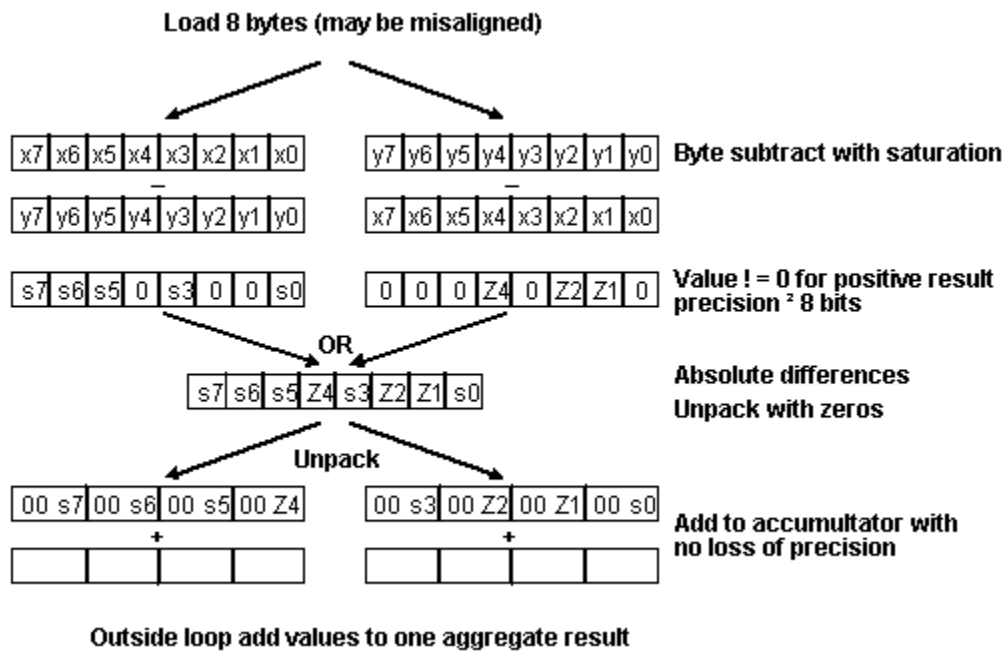 Load 8 bytes (may be misaligned)
x7 x6 x5 x4 x3 x2 x1 x0
y7 y6 y5 y4 y3 y2 y1 y0
Byte subtract with saturation
–
–
y7 y6 y5 y4 y3 y2 y1 y0
x7 x6 x5 x4 x3 x2 x1 x0
s7 s6 s5 0 s3 0 0 s0
0 0 0 Z4 0 Z2 Z1 0
Value ! = 0 for positive result
precision ² 8 bits
OR
s7 s6 s5 Z4 s3 Z2 Z1 s0
Absolute differences
Unpack with zeros
Unpack
00 s7 00 s6 00 s5 00 Z4
00 s3 00 Z2 00 Z1 00 s0
Add to accumultator with
no loss of precision
+
+
Outside loop add values to one aggregate result